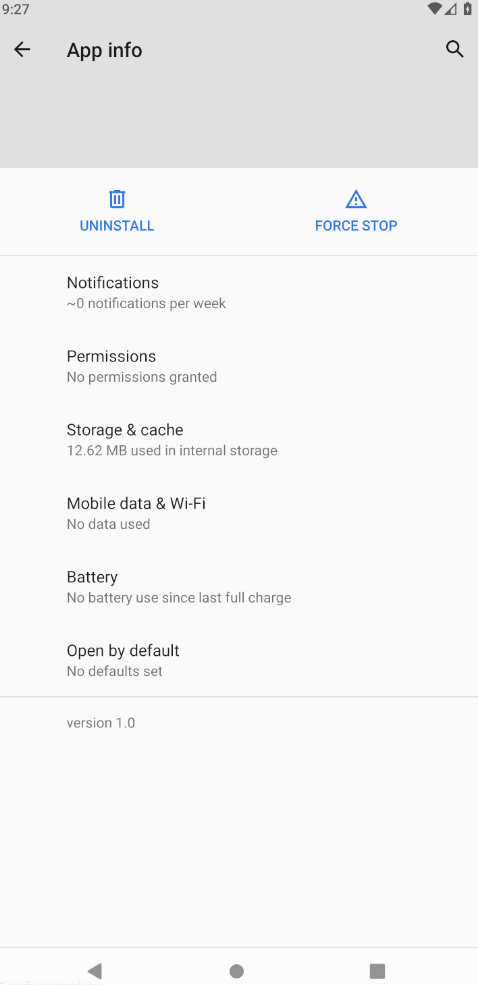 9:27
App info
UNINSTALL
FORCE STOP
Notifications
~0 notifications per week
Permissions
No permissions granted
Storage & cache
12.62 MB used in internal storage
Mobile data & Wi-Fi
No data used
Battery
No battery use since last full charge
Open by default
No defaults set
version 1.0